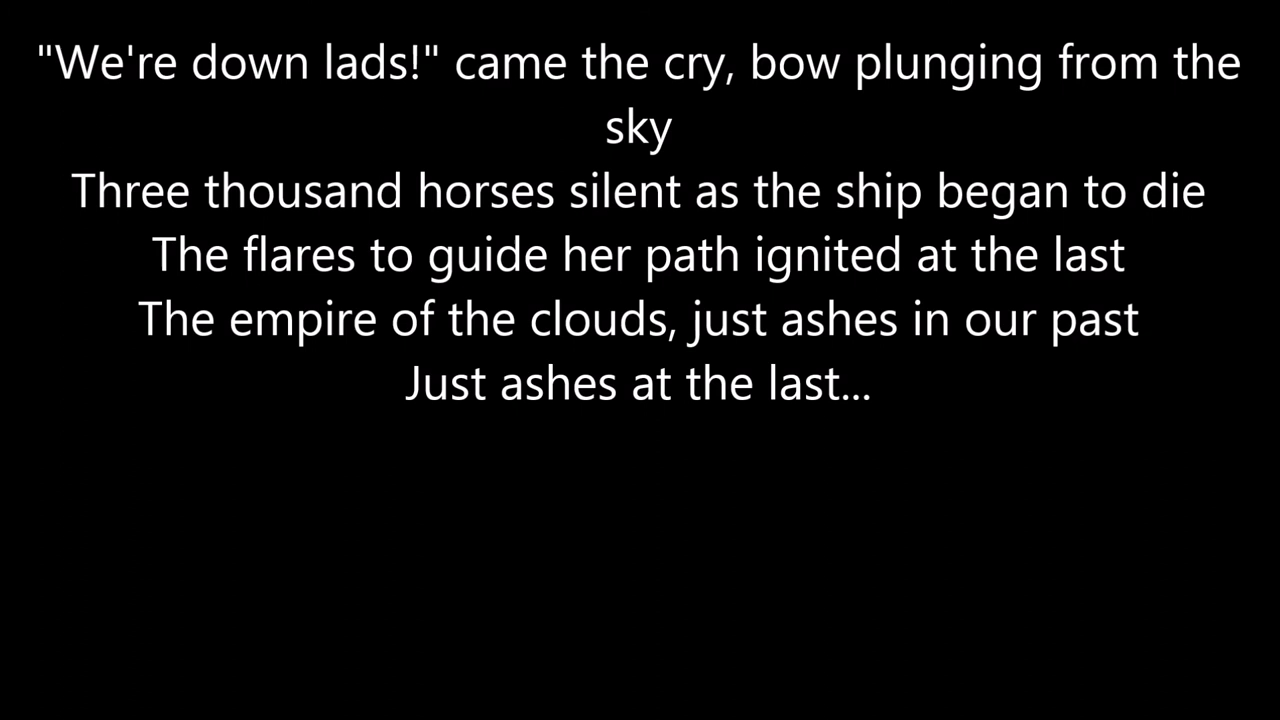 "We're down lads!" came the cry, bow plunging from the
sky
Three thousand horses silent as the ship began to die
The flares to guide her path ignited at the last
The empire of the clouds, just ashes in our past
Just ashes at the last...